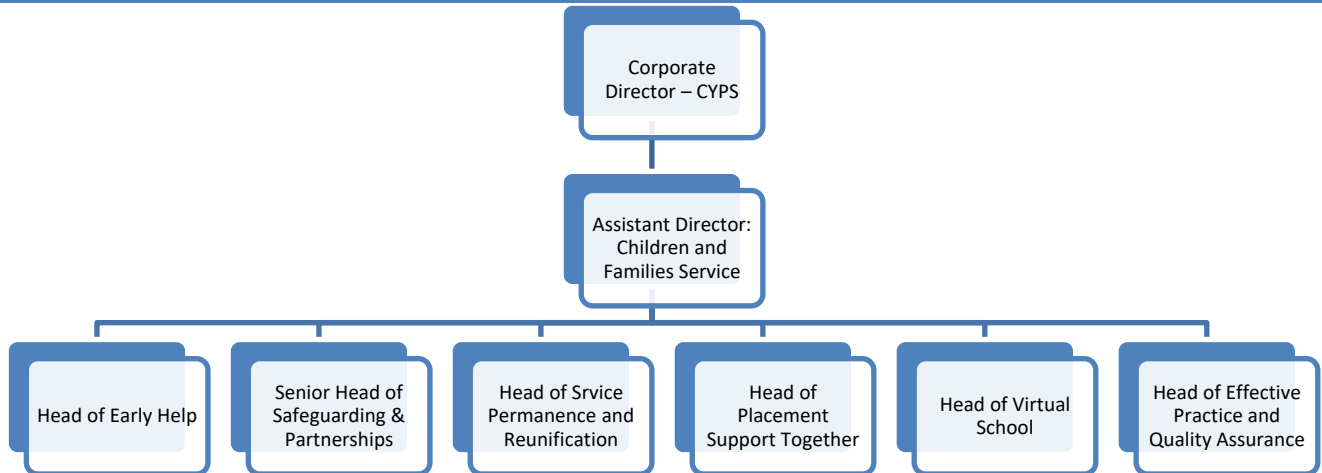 Corporate
Director – CYPS
Assistant Director:
Children and
Families Service
Head of Early Help
Senior Head of
Safeguarding &
Partnerships
Head of Srvice
Permanence and
Reunification
Head of
Placement
Support Together
Head of Virtual
School
Head of Effective
Practice and
Quality Assurance